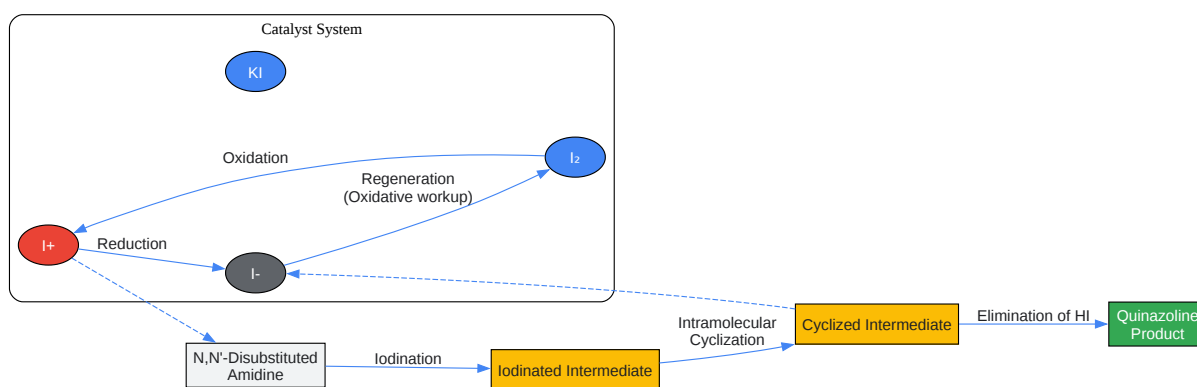 Catalyst System
KI
I₂
Oxidation
Regeneration
(Oxidative workup)
I+
Reduction
I-
N,N'-Disubstituted
Amidine
Iodination
Iodinated Intermediate
Intramolecular
Cyclization
Cyclized Intermediate
Elimination of HI
Quinazoline
Product